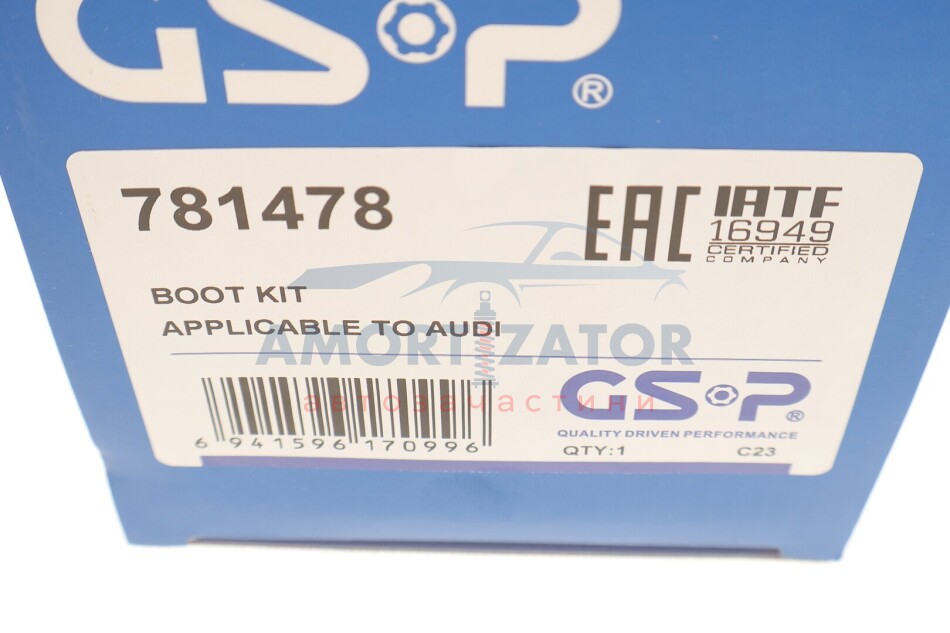 GSP®
781478
EAC
IATF
16949
CERTIFIED
COMPANY
BOOT KIT
APPLICABLE TO AUDI
AMORTIZATOR
автозапчастини
GSP®
QUALITY DRIVEN PERFORMANCE
6 941596 170996
QTY:1
C23